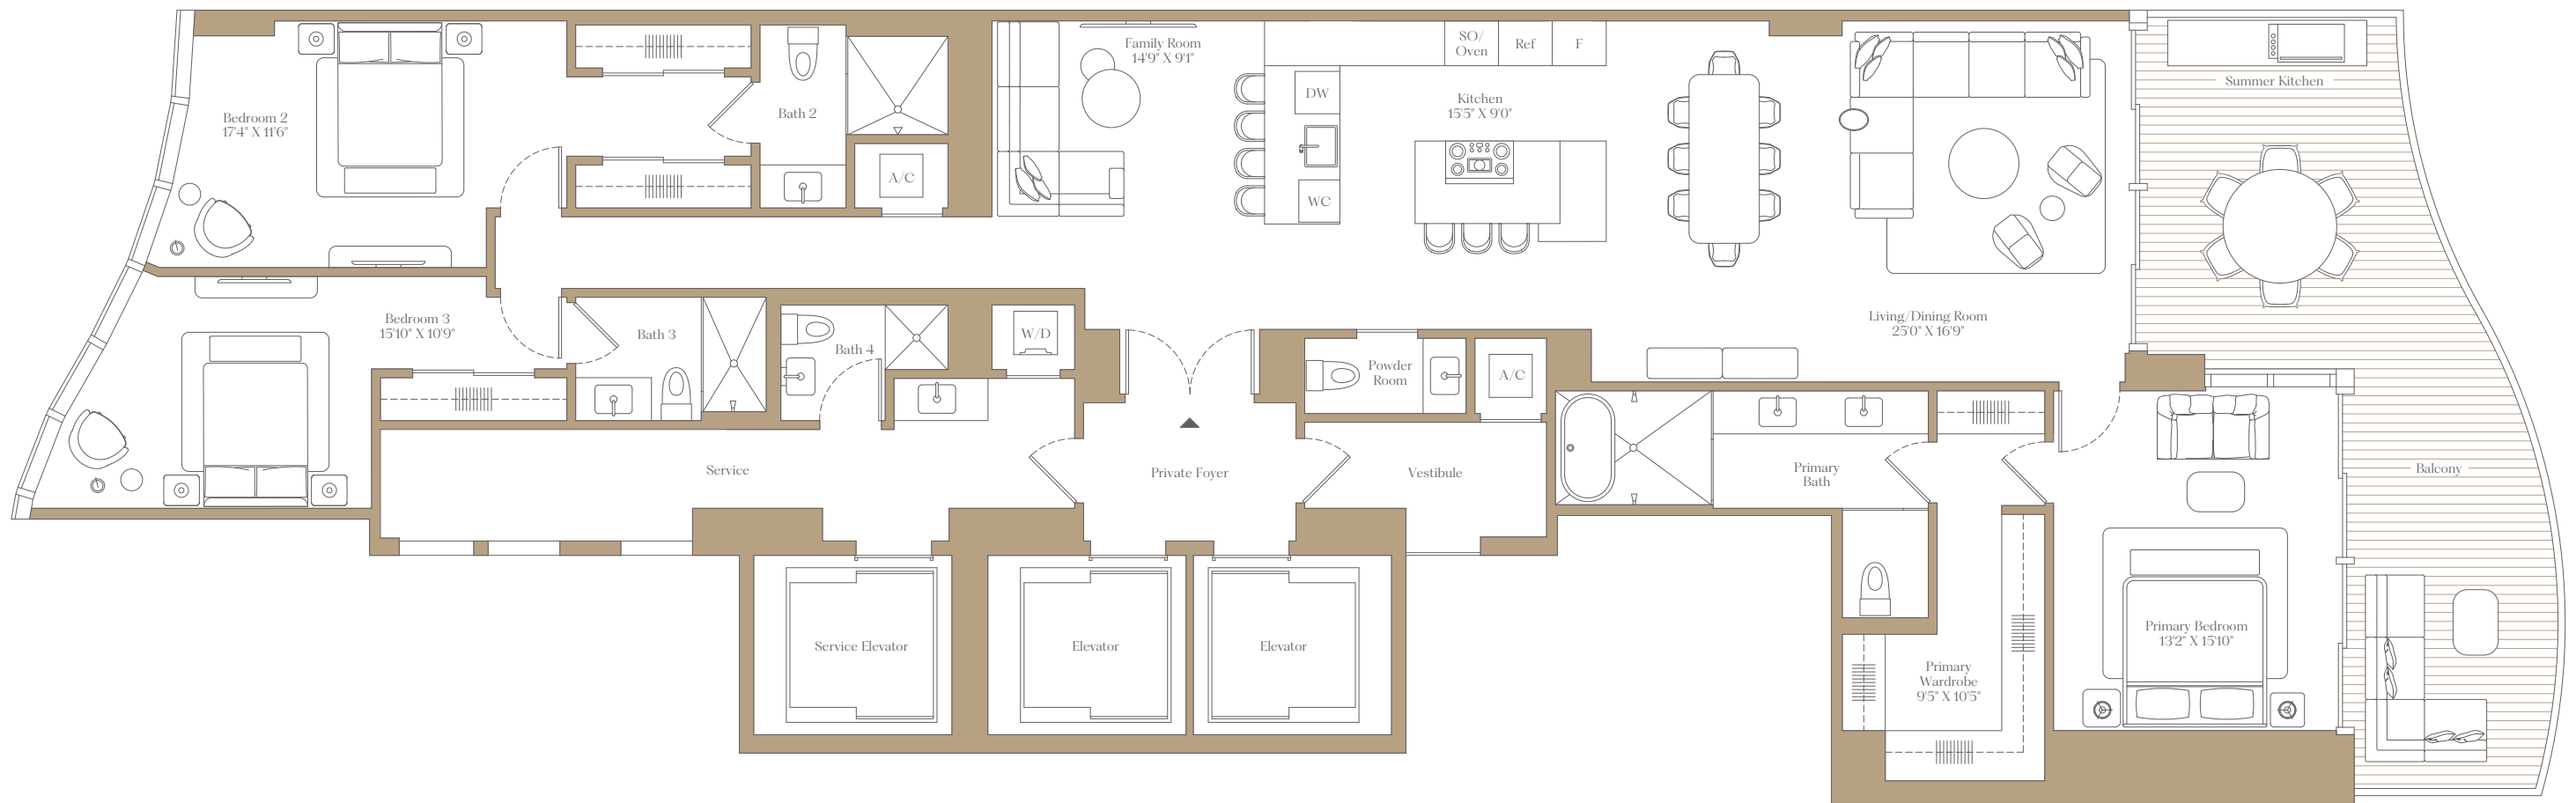 Bedroom 2
17'4" X 11'6"
Bath 2
A/C
Family Room
14'9" X 9'1"
SO/
Oven
Ref
F
DW
WC
Kitchen
15'5" X 9'0"
Summer Kitchen
Living/Dining Room
25'0" X 16'9"
Bedroom 3
15'10" X 10'9"
Bath 3
Bath 4
W/D
Powder
Room
A/C
Service
Private Foyer
Vestibule
Primary
Bath
Balcony
Service Elevator
Elevator
Elevator
Primary
Wardrobe
9'5" X 10'5"
Primary Bedroom
13'2" X 15'10"